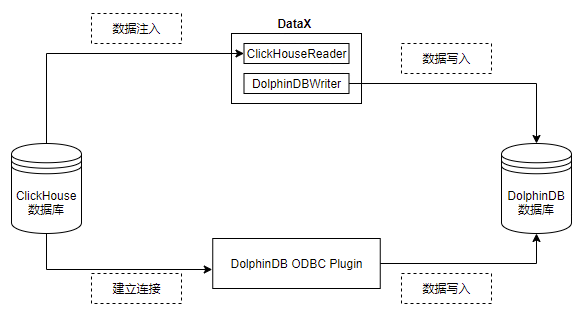 DataX
数据注入
ClickHouseReader
DolphinDBWriter
数据写入
ClickHouse
数据库
DolphinDB
数据库
DolphinDB ODBC Plugin
建立连接
数据写入